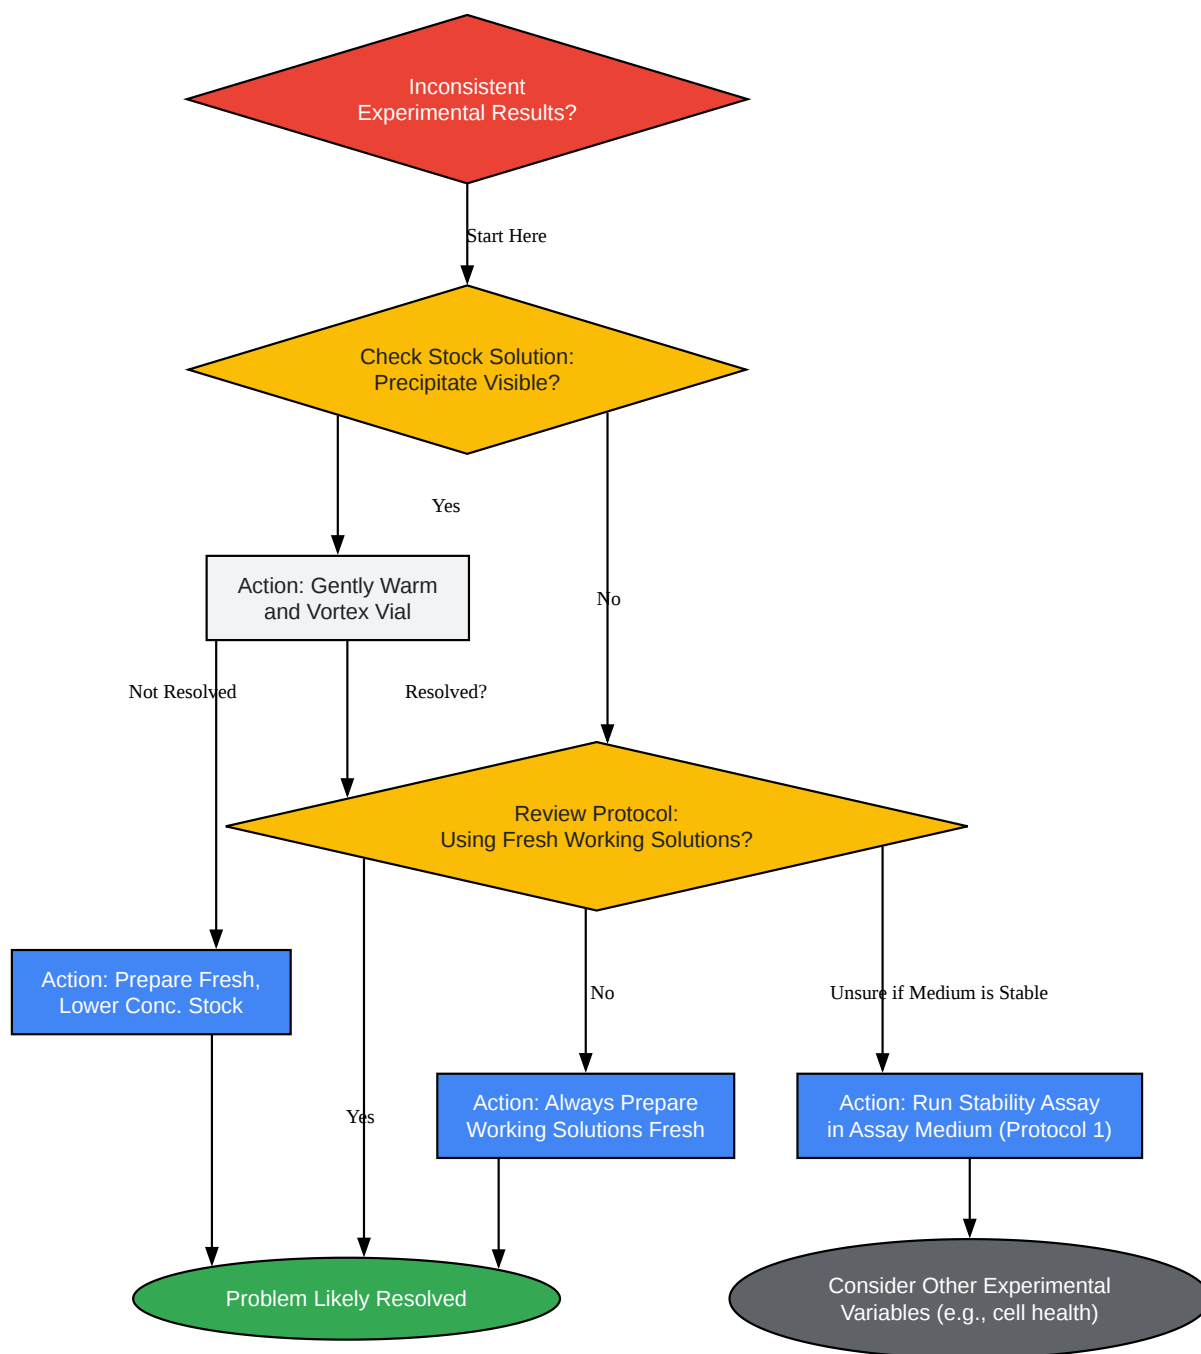 Inconsistent
Experimental Results?
Start Here
Check Stock Solution:
Precipitate Visible?
Yes
Action: Gently Warm
and Vortex Vial
No
Not Resolved
Resolved?
Review Protocol:
Using Fresh Working Solutions?
Action: Prepare Fresh,
Lower Conc. Stock
No
Unsure if Medium is Stable
Yes
Action: Always Prepare
Working Solutions Fresh
Action: Run Stability Assay
in Assay Medium (Protocol 1)
Problem Likely Resolved
Consider Other Experimental
Variables (e.g., cell health)